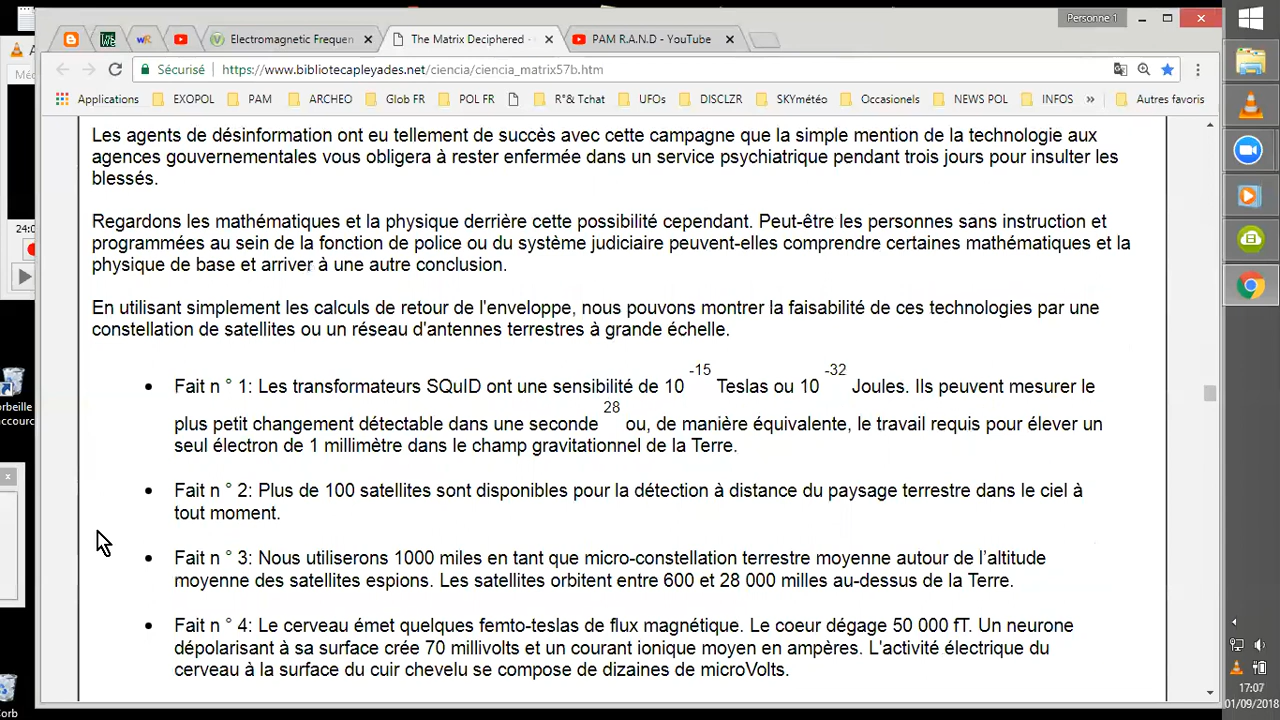 Personne 1
Electromagnetic Frequen
The Matrix Deciphered -
PAM R.A.N.D - YouTube
Sécurisé https://www.bibliotecapleyades.net/ciencia/ciencia_matrix57b.htm
Applications EXOPOL PAM ARCHEO Glob FR POL FR R°& Tchat UFOs DISCLZR SKYmétéo Occasionels NEWS POL INFOS » Autres favoris
Les agents de désinformation ont eu tellement de succès avec cette campagne que la simple mention de la technologie aux
agences gouvernementales vous obligera à rester enfermée dans un service psychiatrique pendant trois jours pour insulter les
blessés.
Regardons les mathématiques et la physique derrière cette possibilité cependant. Peut-être les personnes sans instruction et
programmées au sein de la fonction de police ou du système judiciaire peuvent-elles comprendre certaines mathématiques et la
physique de base et arriver à une autre conclusion.
En utilisant simplement les calculs de retour de l'enveloppe, nous pouvons montrer la faisabilité de ces technologies par une
constellation de satellites ou un réseau d'antennes terrestres à grande échelle.
• Fait n ° 1: Les transformateurs SQuID ont une sensibilité de 10 -15 Teslas ou 10 -32 Joules. Ils peuvent mesurer le
plus petit changement détectable dans une seconde 28 ou, de manière équivalente, le travail requis pour élever un
seul électron de 1 millimètre dans le champ gravitationnel de la Terre.
• Fait n ° 2: Plus de 100 satellites sont disponibles pour la détection à distance du paysage terrestre dans le ciel à
tout moment.
• Fait n ° 3: Nous utiliserons 1000 miles en tant que micro-constellation terrestre moyenne autour de l’altitude
moyenne des satellites espions. Les satellites orbitent entre 600 et 28 000 milles au-dessus de la Terre.
• Fait n ° 4: Le cerveau émet quelques femto-teslas de flux magnétique. Le coeur dégage 50 000 fT. Un neurone
dépolarisant à sa surface crée 70 millivolts et un courant ionique moyen en ampères. L'activité électrique du
cerveau à la surface du cuir chevelu se compose de dizaines de microVolts.
17:07
01/09/2018